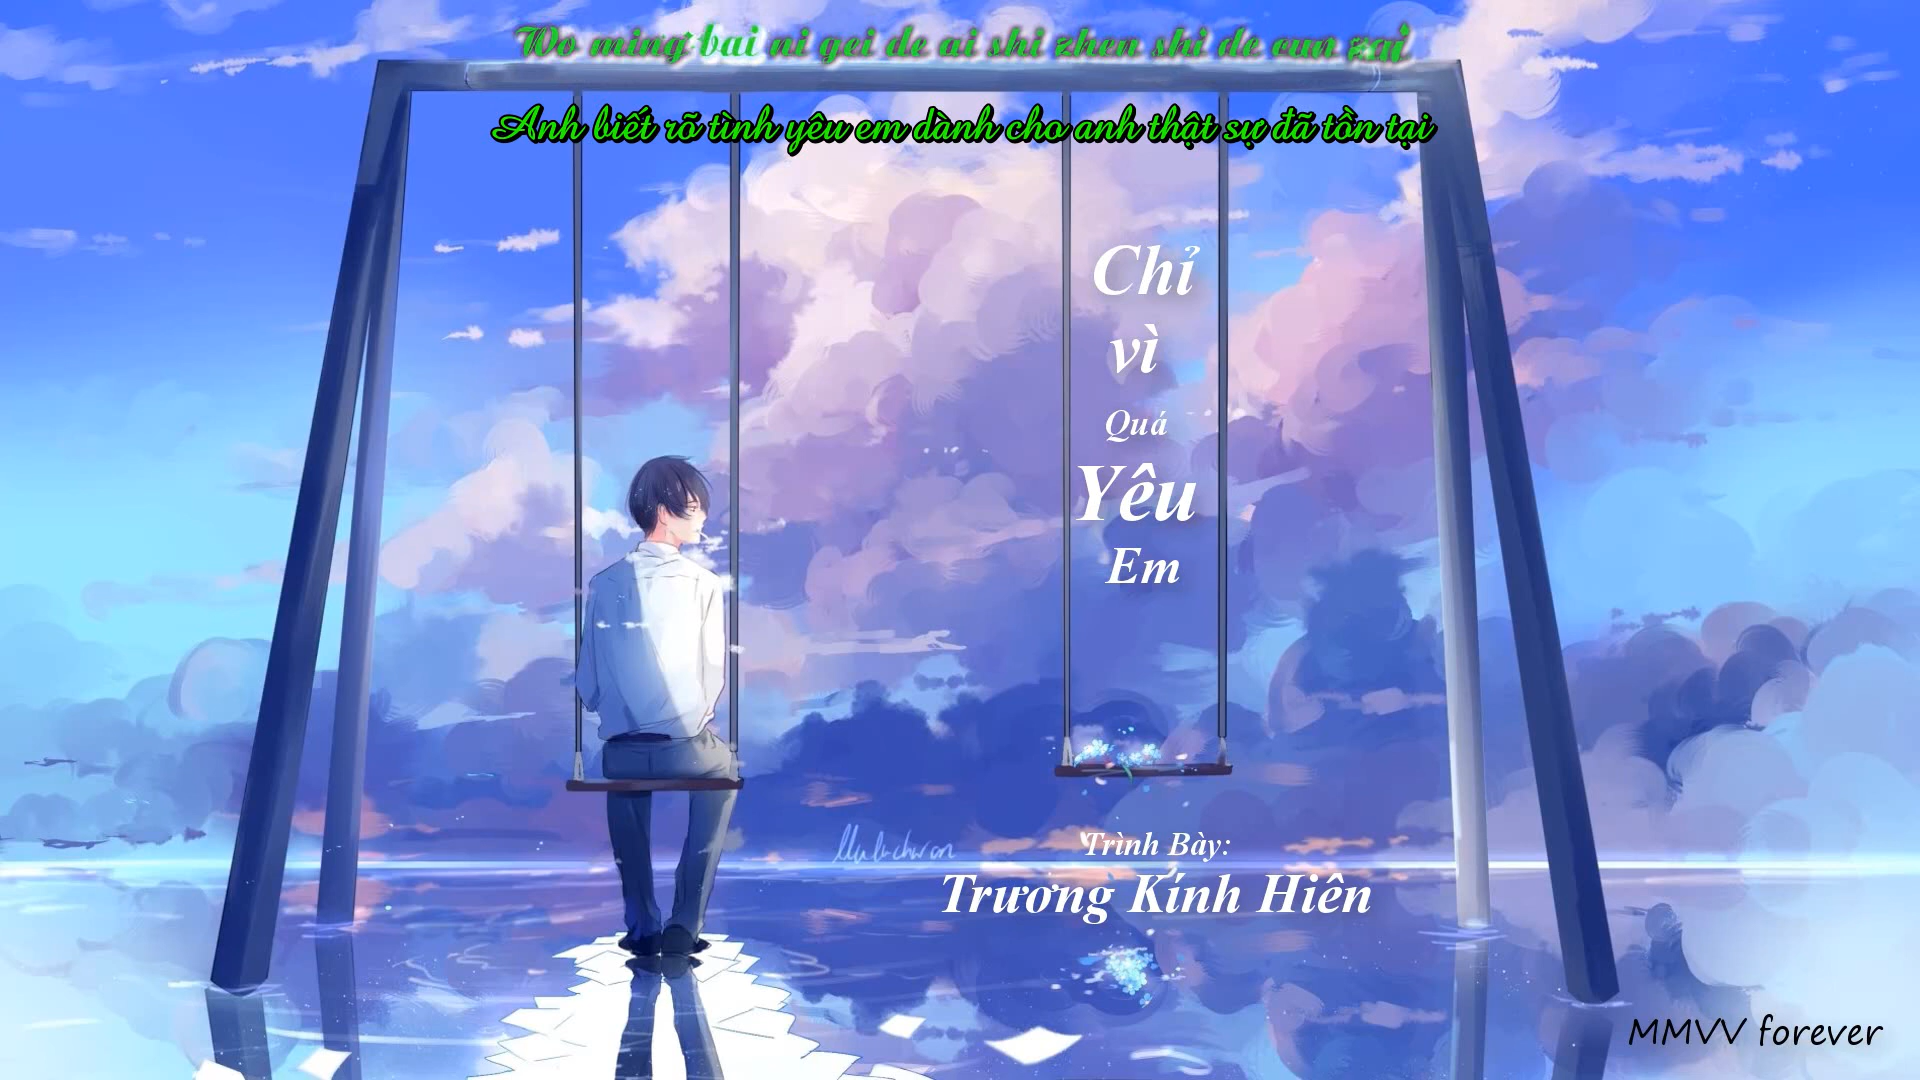 Wo ming bai ni gei de ai shi zhen shi de cun zai
Anh biết rõ tình yêu em dành cho anh thật sự đã tồn tại
Chỉ
vì
Quá
Yêu
Em
Trình Bày:
Trương Kính Hiên
MMVV forever